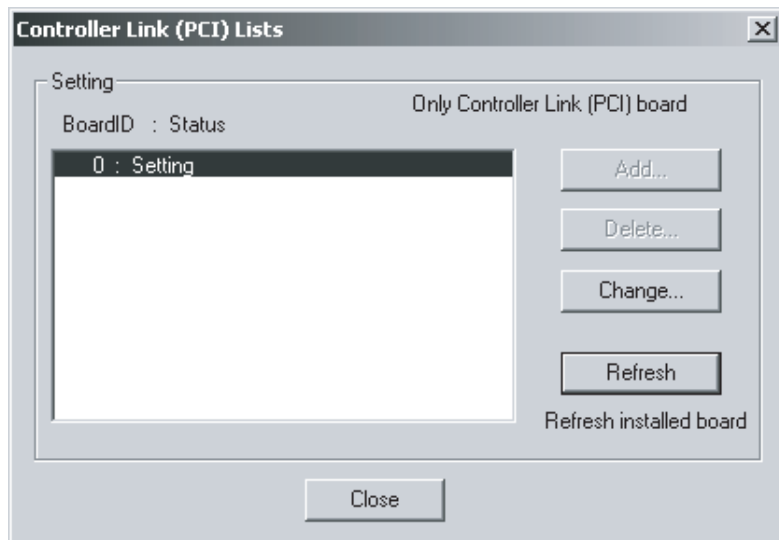 Controller Link (PCI) Lists
Setting
Only Controller Link (PCI) board
BoardID : Status
0 : Setting
Add...
Delete...
Change...
Refresh
Refresh installed board
Close